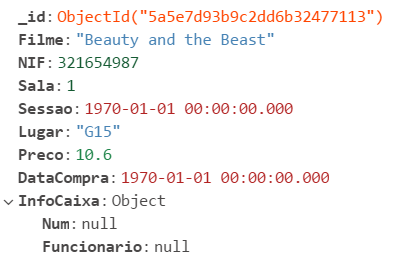 _id: ObjectId("5a5e7d93b9c2dd6b32477113")
Filme: "Beauty and the Beast"
NIF: 321654987
Sala: 1
Sessao: 1970-01-01 00:00:00.000
Lugar: "G15"
Preco: 10.6
DataCompra: 1970-01-01 00:00:00.000
InfoCaixa: Object
Num: null
Funcionario: null